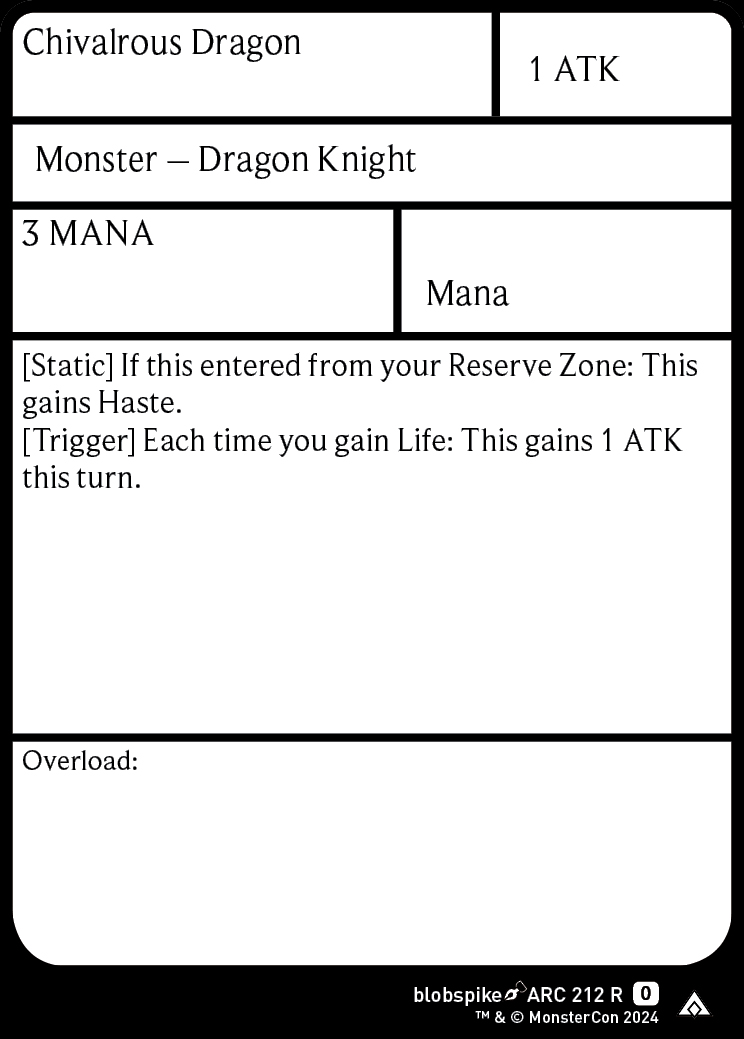 Chivalrous Dragon
1 ATK
Monster – Dragon Knight
3 MANA
Mana
[Static] If this entered from your Reserve Zone: This
gains Haste.
[Trigger] Each time you gain Life: This gains 1 ATK
this turn.
Overload:
blobspike ARC 212 R 0
™ & © MonsterCon 2024